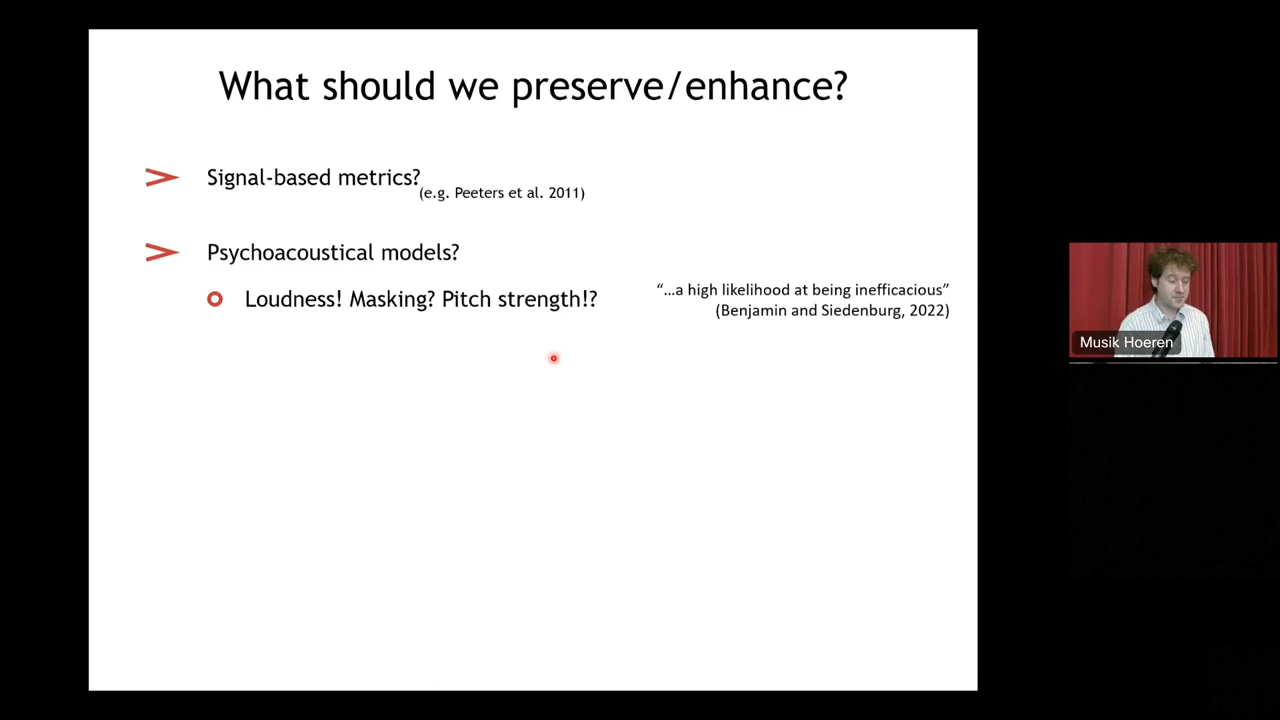 What should we preserve/enhance?
Signal-based metrics?
(e.g. Peeters et al. 2011)
Psychoacoustical models?
Loudness! Masking? Pitch strength!?
“…a high likelihood at being inefficacious”
(Benjamin and Siedenburg, 2022)
Musik Hoeren